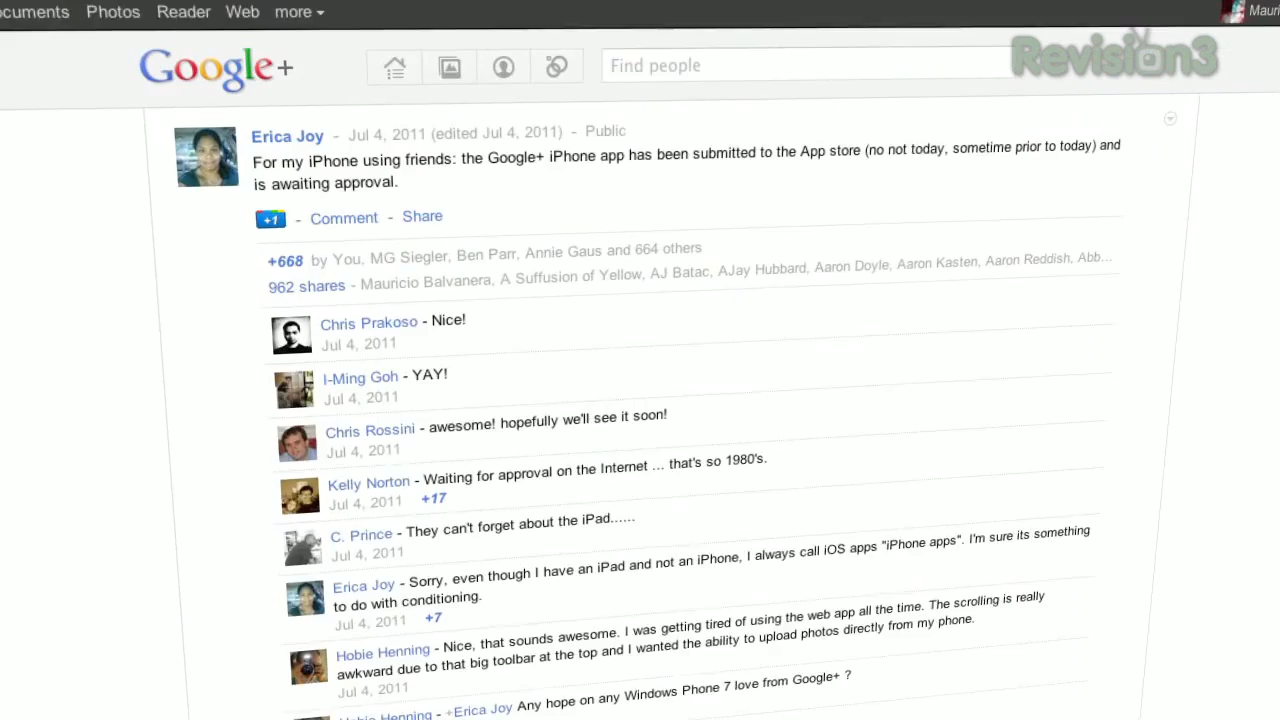 ocuments Photos Reader Web more
Mauri
Google+
Find people
Revision3
Erica Joy - Jul 4, 2011 (edited Jul 4, 2011) - Public
For my iPhone using friends: the Google+ iPhone app has been submitted to the App store (no not today, sometime prior to today) and
is awaiting approval.
+1 - Comment - Share
+668 by You, MG Siegler, Ben Parr, Annie Gaus and 664 others
962 shares - Mauricio Balvanera, A Suffusion of Yellow, AJ Batac, AJay Hubbard, Aaron Doyle, Aaron Kasten, Aaron Reddish, Abb...
Chris Prakoso - Nice!
Jul 4, 2011
I-Ming Goh - YAY!
Jul 4, 2011
Chris Rossini - awesome! hopefully we'll see it soon!
Jul 4, 2011
Kelly Norton - Waiting for approval on the Internet ... that's so 1980's.
Jul 4, 2011 +17
C. Prince - They can't forget about the iPad......
Jul 4, 2011
Erica Joy - Sorry, even though I have an iPad and not an iPhone, I always call iOS apps "iPhone apps". I'm sure its something
to do with conditioning.
Jul 4, 2011 +7
Hobie Henning - Nice, that sounds awesome. I was getting tired of using the web app all the time. The scrolling is really
awkward due to that big toolbar at the top and I wanted the ability to upload photos directly from my phone.
Jul 4, 2011
Hobie Henning - +Erica Joy Any hope on any Windows Phone 7 love from Google+ ?